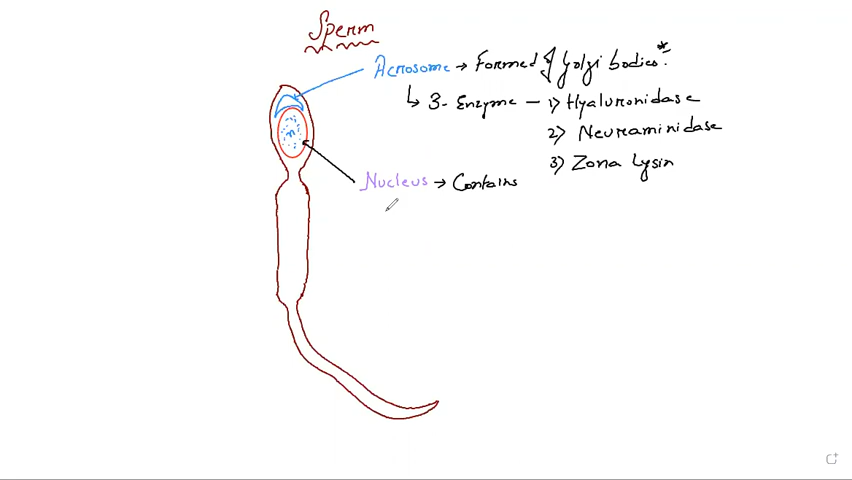 Sperm
Acrosome → Formed of Golgi bodies.*
↳ 3 - Enzyme — 1) Hyaluronidase
2) Neuraminidase
3) Zona Lysin
n
Nucleus → Contains